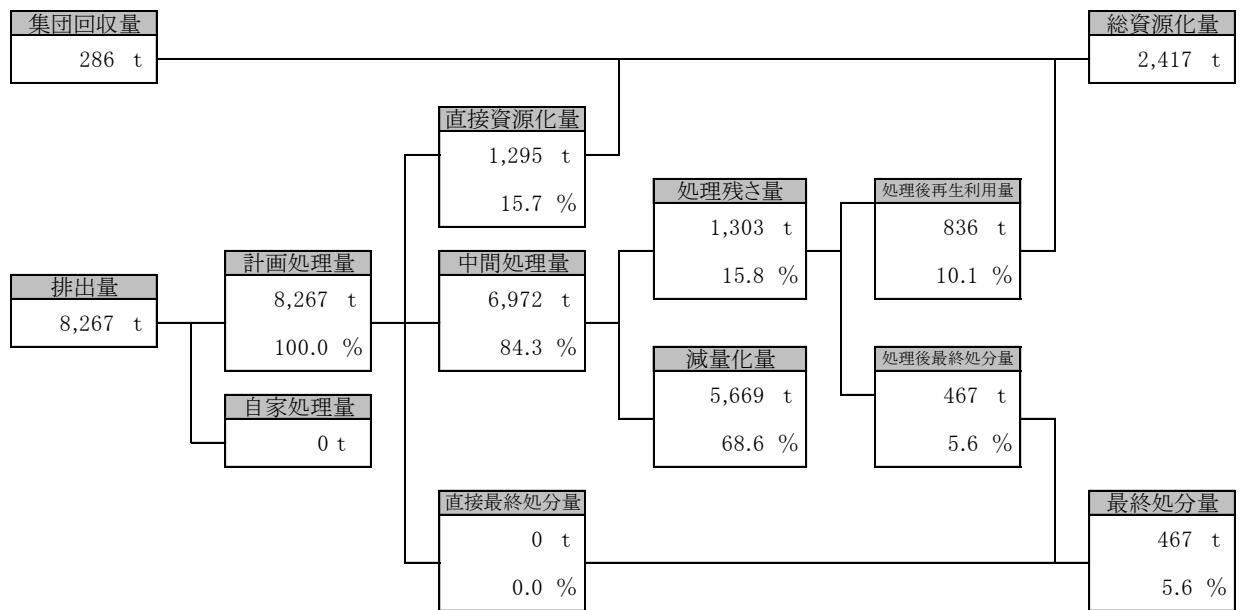 集団回収量
286 t
総資源化量
2,417 t
直接資源化量
1,295 t
15.7 %
処理残さ量
1,303 t
15.8 %
処理後再生利用量
836 t
10.1 %
排出量
8,267 t
計画処理量
8,267 t
100.0 %
中間処理量
6,972 t
84.3 %
減量化量
5,669 t
68.6 %
処理後最終処分量
467 t
5.6 %
自家処理量
0 t
直接最終処分量
0 t
0.0 %
最終処分量
467 t
5.6 %